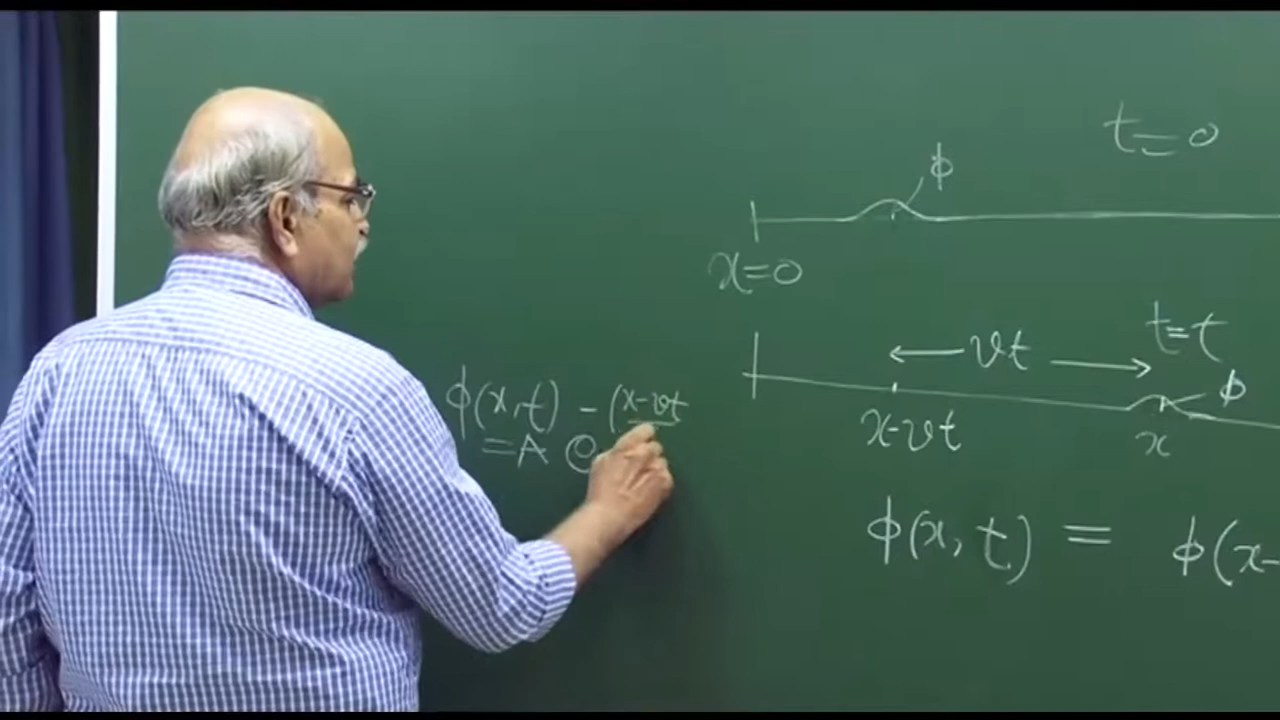 t=0
ϕ
x=0
t=t
vt
ϕ
x-vt
x
ϕ(x,t) = ϕ(x-
ϕ(x,t)
=A e -(x-vt